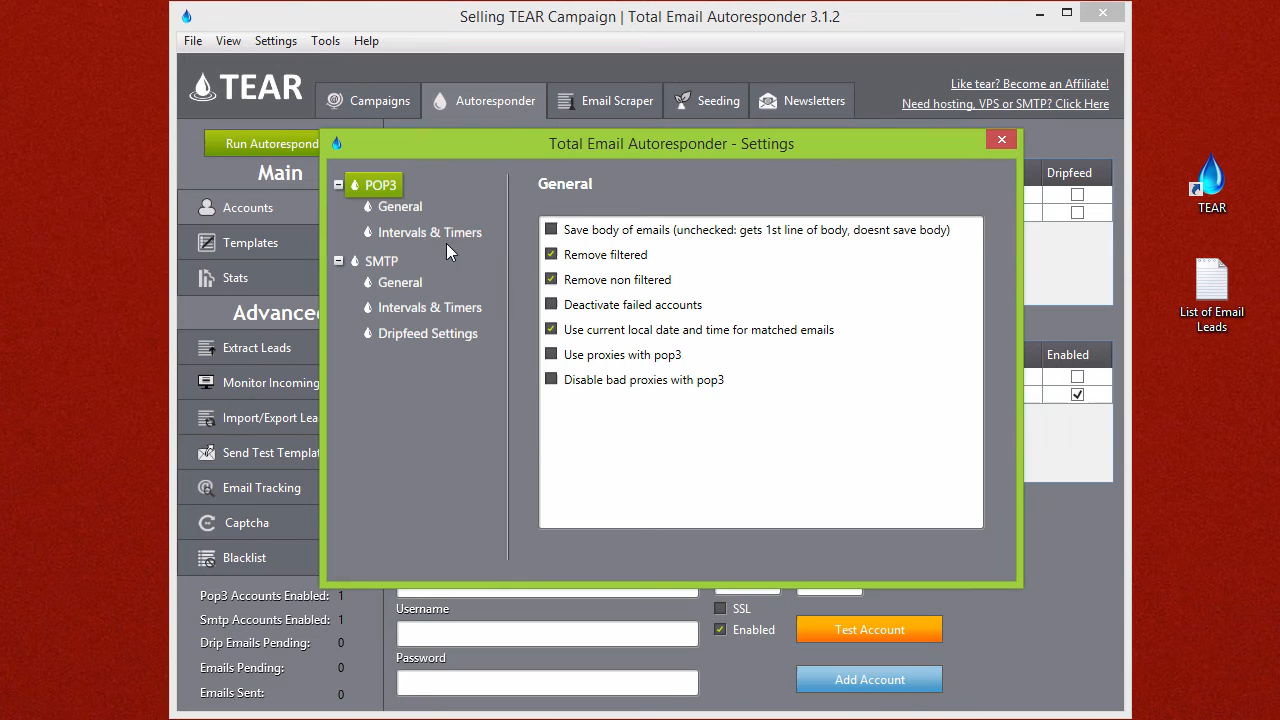 Selling TEAR Campaign | Total Email Autoresponder 3.1.2
File View Settings Tools Help
TEAR
Campaigns
Autoresponder
Email Scraper
Seeding
Newsletters
Like tear? Become an Affiliate!
Need hosting, VPS or SMTP? Click Here
Run Autorespond
Main
Accounts
Templates
Stats
Advance
Extract Leads
Monitor Incoming
Import/Export Lea
Send Test Templa
Email Tracking
Captcha
Blacklist
Pop3 Accounts Enabled: 1
Smtp Accounts Enabled: 1
Drip Emails Pending: 0
Emails Pending: 0
Emails Sent: 0
Total Email Autoresponder - Settings
POP3
General
Intervals & Timers
SMTP
General
Intervals & Timers
Dripfeed Settings
General
Save body of emails (unchecked: gets 1st line of body, doesnt save body)
Remove filtered
Remove non filtered
Deactivate failed accounts
Use current local date and time for matched emails
Use proxies with pop3
Disable bad proxies with pop3
Dripfeed
Enabled
Username
Password
SSL
Enabled
Test Account
Add Account
TEAR
List of Email
Leads